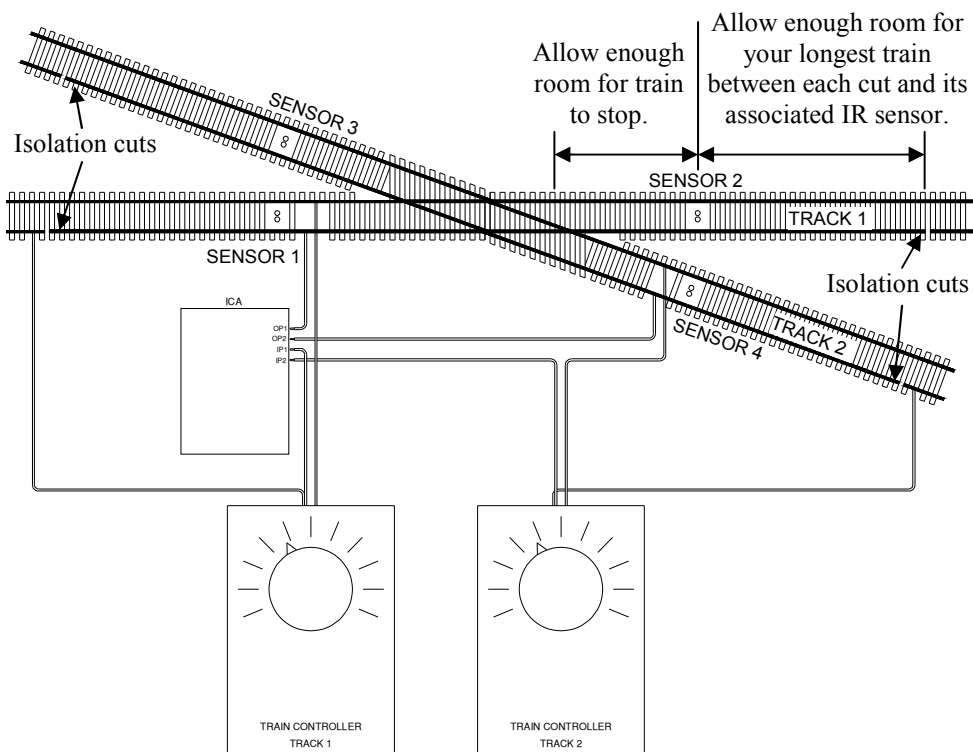 Allow enough
room for train
to stop.
Allow enough room for
your longest train
between each cut and its
associated IR sensor.
SENSOR 3
Isolation cuts
SENSOR 2
TRACK 1
SENSOR 1
Isolation cuts
ICA
OP1
OP2
IP1
IP2
SENSOR 4
TRACK 2
TRAIN CONTROLLER
TRACK 1
TRAIN CONTROLLER
TRACK 2